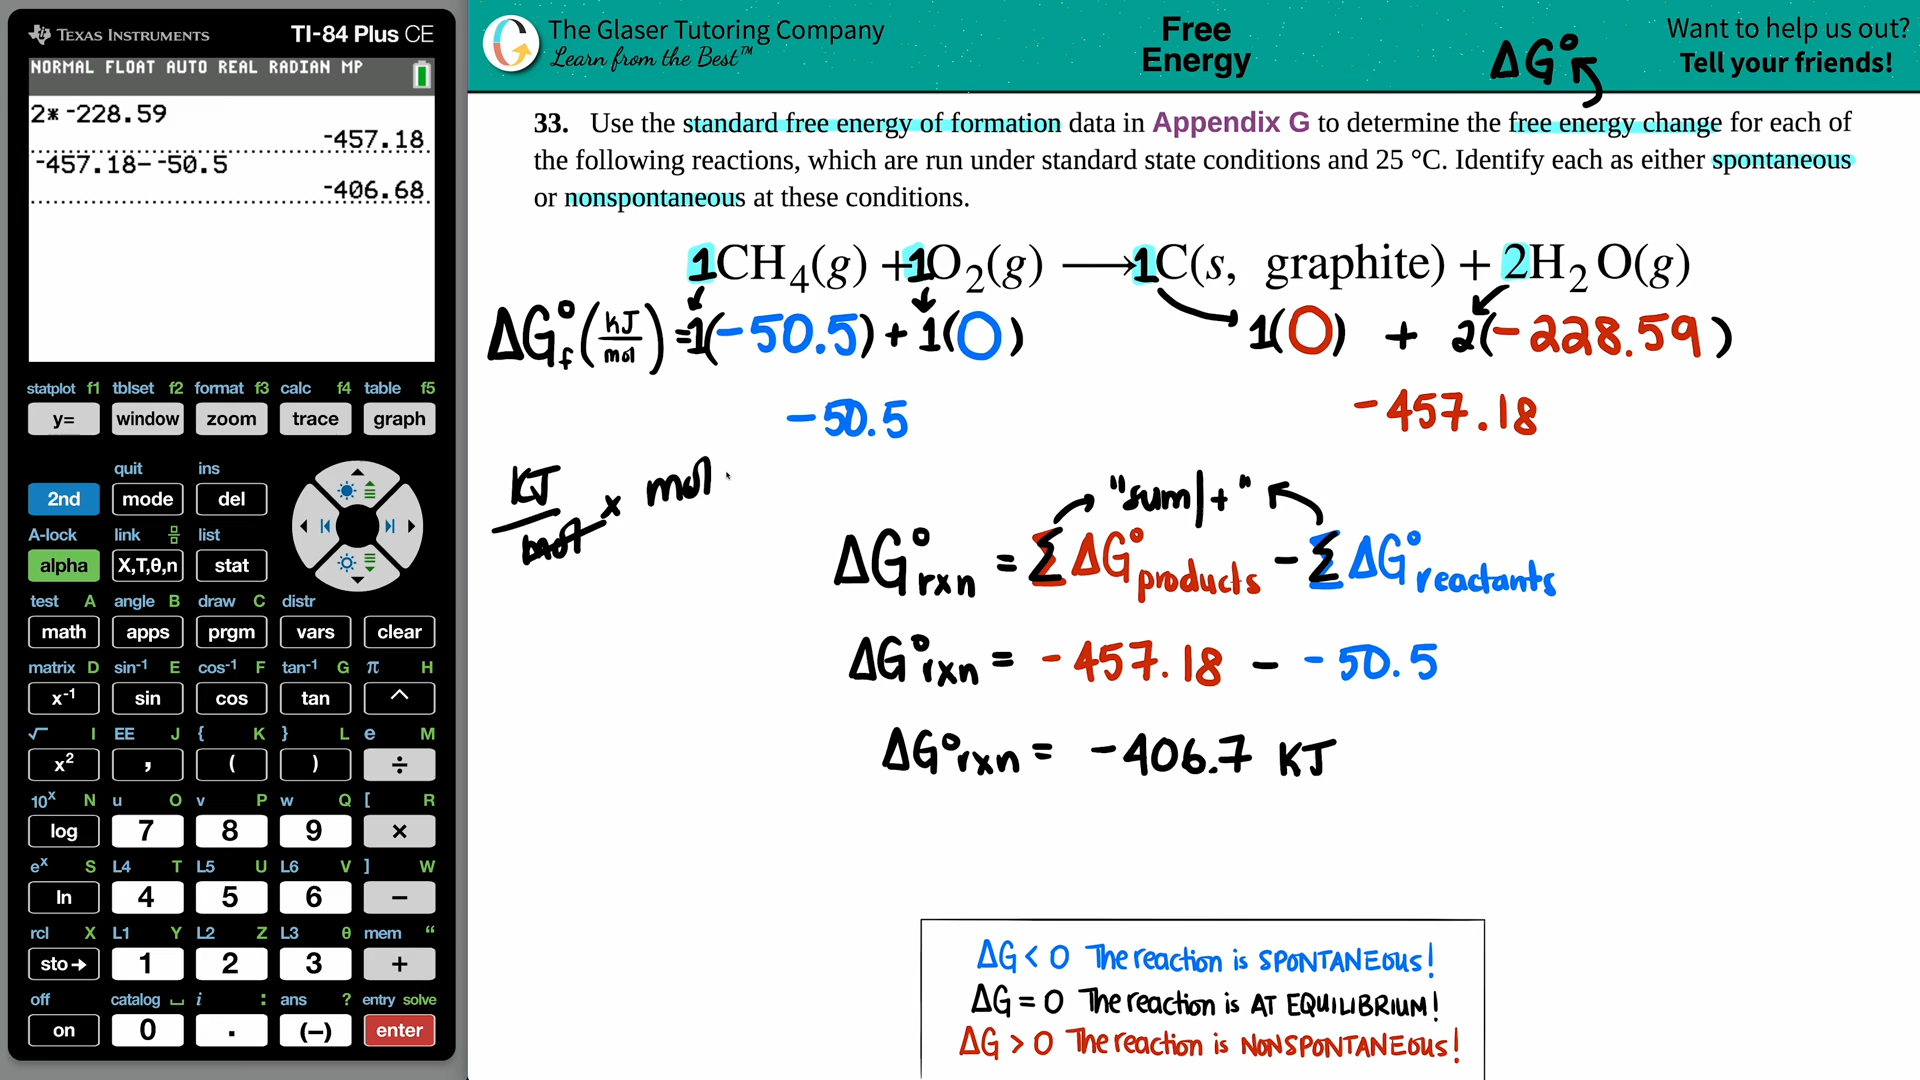 TEXAS INSTRUMENTS TI-84 Plus CE
NORMAL FLOAT AUTO REAL RADIAN MP
2*-228.59
-457.18
-457.18--50.5
-406.68
statplot f1 tblset f2 format f3 calc f4 table f5
y= window zoom trace graph
quit ins
2nd mode del
A-lock link list
alpha X,T,θ,n stat
test A angle B draw C distr
math apps prgm vars clear
matrix D sin⁻¹ E cos⁻¹ F tan⁻¹ G π H
x⁻¹ sin cos tan ^
√ I EE J { K } L e M
x² , ( ) ÷
10ˣ N u O v P w Q [ R
log 7 8 9 ×
eˣ S L4 T L5 U L6 V ] W
ln 4 5 6 −
rcl X L1 Y L2 Z L3 θ mem “
sto→ 1 2 3 +
off catalog ␣ i : ans ? entry solve
on 0 . (−) enter
The Glaser Tutoring Company
Learn from the Best™
Free
Energy
ΔG°
Want to help us out?
Tell your friends!
33. Use the standard free energy of formation data in Appendix G to determine the free energy change for each of
the following reactions, which are run under standard state conditions and 25 °C. Identify each as either spontaneous
or nonspontaneous at these conditions.
1CH₄(g) + 1O₂(g) ⟶ 1C(s, graphite) + 2H₂O(g)
ΔG°f (kJ/mol) = 1(-50.5) + 1(0) 1(0) + 2(-228.59)
-50.5 -457.18
KJ/mol × mol
"sum/+"
ΔG°rxn = Σ ΔG°products - Σ ΔG°reactants
ΔG°rxn = -457.18 - -50.5
ΔG°rxn = -406.7 KJ
ΔG < 0 The reaction is SPONTANEOUS!
ΔG = 0 The reaction is AT EQUILIBRIUM!
ΔG > 0 The reaction is NONSPONTANEOUS!